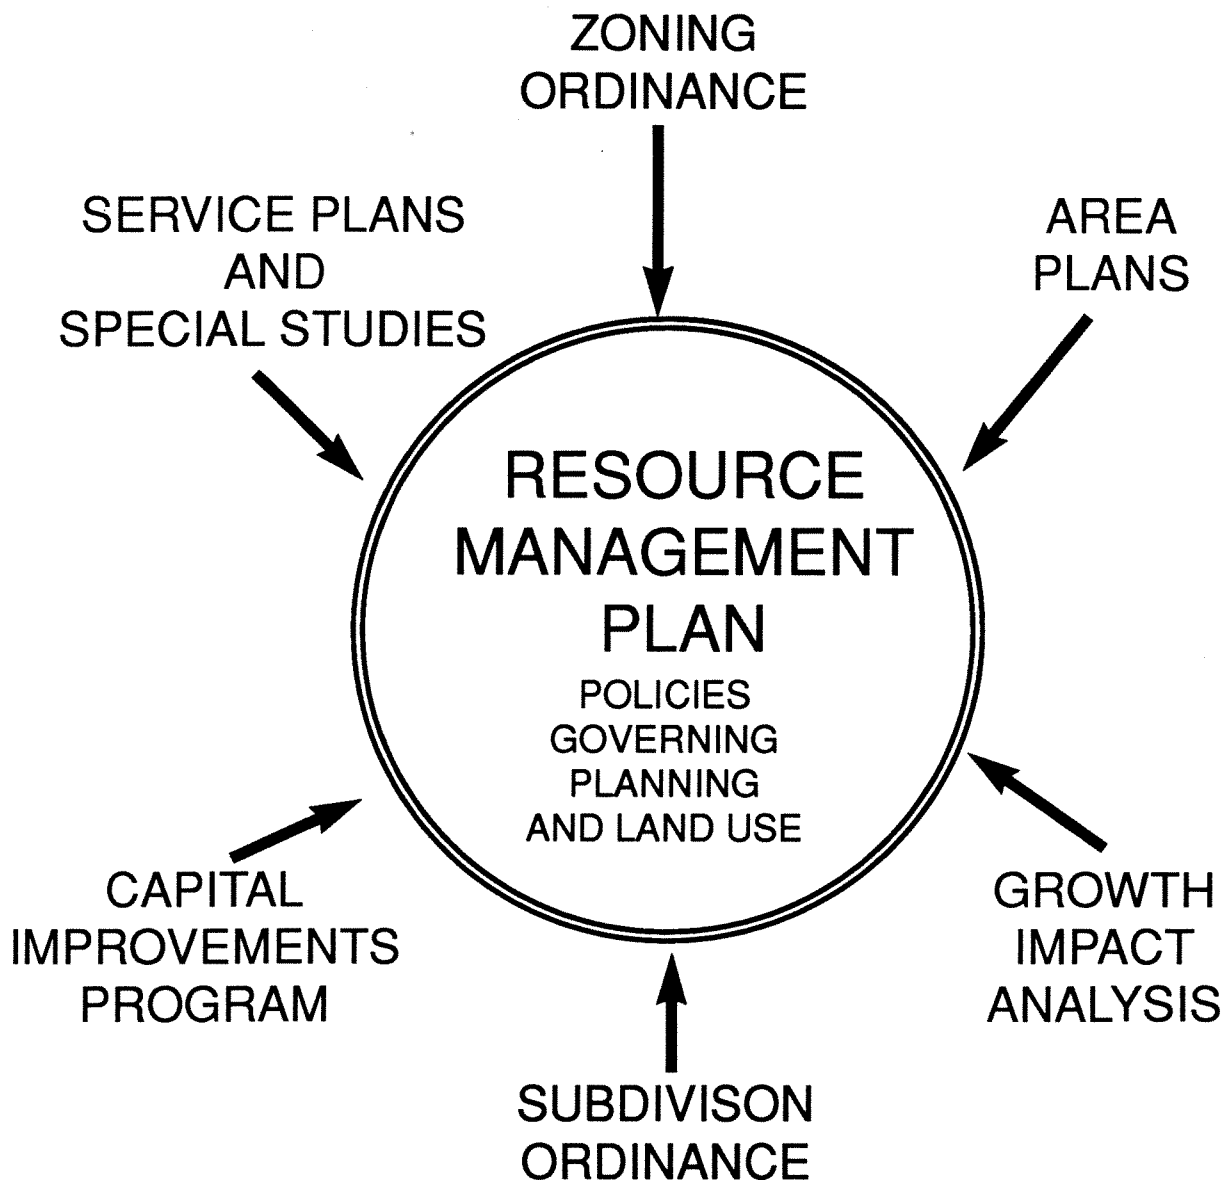 ZONING
ORDINANCE
SERVICE PLANS
AND
SPECIAL STUDIES
AREA
PLANS
RESOURCE
MANAGEMENT
PLAN
POLICIES
GOVERNING
PLANNING
AND LAND USE
CAPITAL
IMPROVEMENTS
PROGRAM
GROWTH
IMPACT
ANALYSIS
SUBDIVISON
ORDINANCE